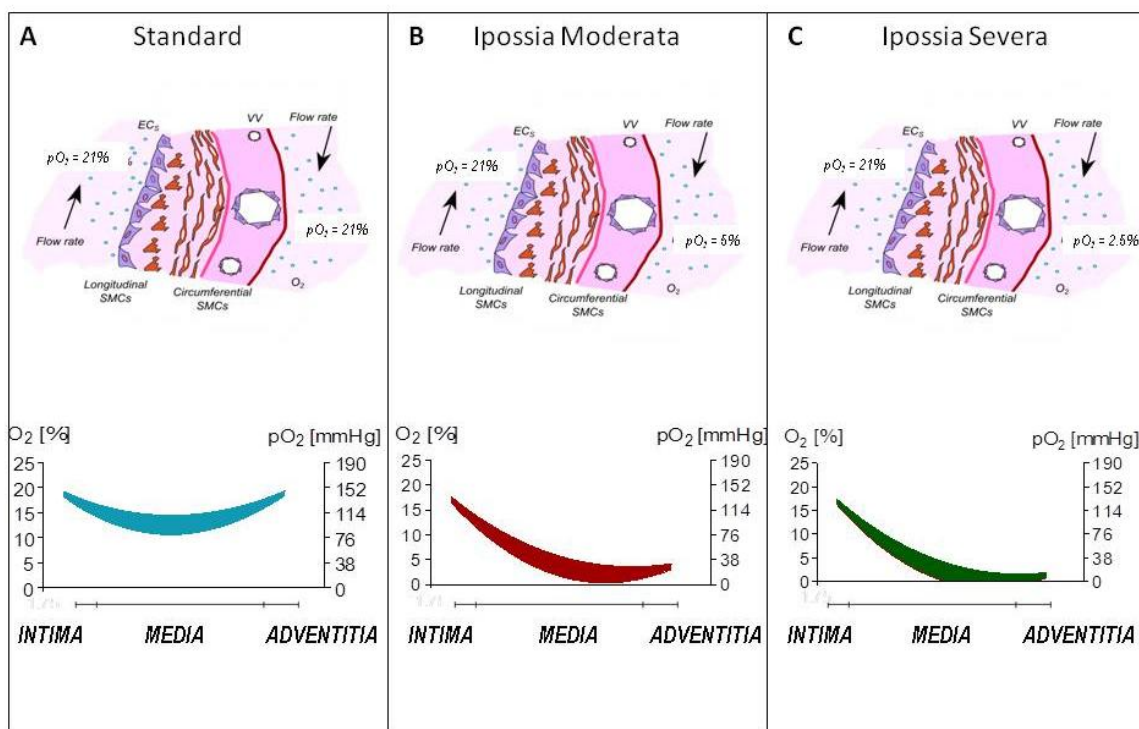 A Standard
VV
Flow rate
ECs
pO2 = 21%
pO2 = 21%
Flow rate
Longitudinal SMCs
Circumferential SMCs
O2
O2 [%]
pO2 [mmHg]
25
20
15
10
5
0
190
152
114
76
38
0
INTIMA MEDIA ADVENTITIA
B Ipossia Moderata
VV
Flow rate
ECs
pO2 = 21%
pO2 = 5%
Flow rate
Longitudinal SMCs
Circumferential SMCs
O2
O2 [%]
pO2 [mmHg]
25
20
15
10
5
0
190
152
114
76
38
0
INTIMA MEDIA ADVENTITIA
C Ipossia Severa
VV
Flow rate
ECs
pO2 = 21%
pO2 = 2.5%
Flow rate
Longitudinal SMCs
Circumferential SMCs
O2
O2 [%]
pO2 [mmHg]
25
20
15
10
5
0
190
152
114
76
38
0
INTIMA MEDIA ADVENTITIA